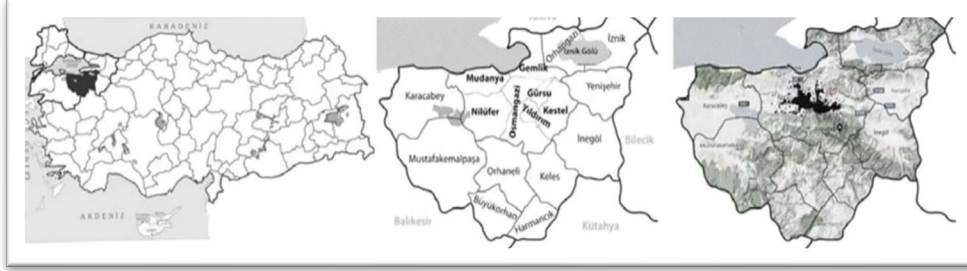 KARADENİZ
AKDENİZ
Orhangazi
İznik
İznik Gölü
Gemlik
Mudanya
Karacabey
Nilüfer
Osmangazi
Gürsu
Yıldırım
Kestel
Yenişehir
İnegöl
Bilecik
Mustafakemalpaşa
Orhaneli
Keles
Büyükorhan
Harmancık
Balıkesir
Kütahya
Karacabey
İnegöl